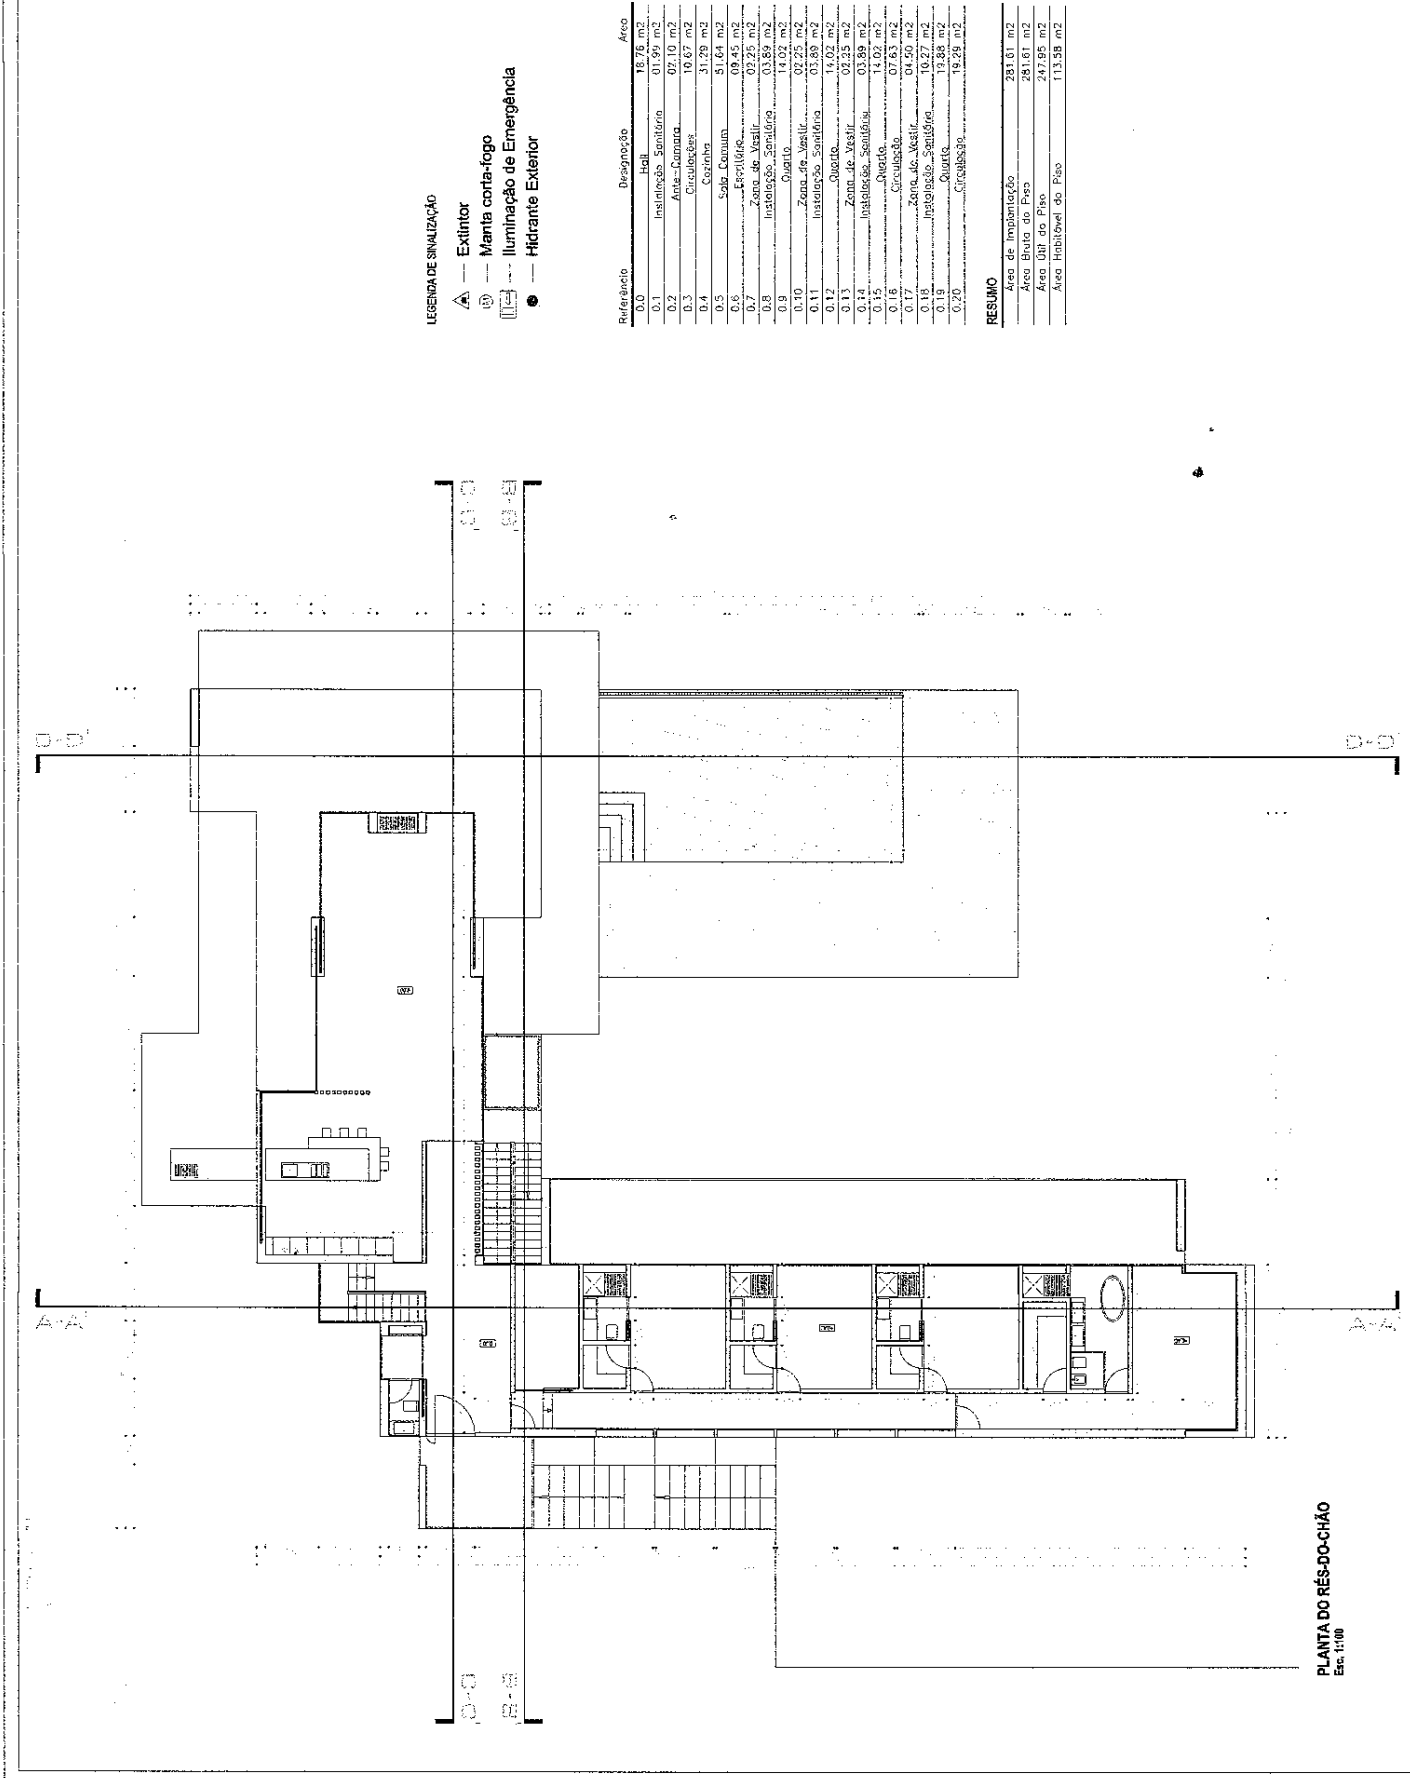 LEGENDA DE SINALIZAÇÃO
Extintor
Manta corta-fogo
Iluminação de Emergência
Hidrante Exterior
Referência Designação Área
0.0 Hall 18.76 m2
0.1 Instalação Sanitária 01.99 m2
0.2 Ante-Camara 02.10 m2
0.3 Circulações 10.67 m2
0.4 Cozinha 31.29 m2
0.5 Sala Comum 51.64 m2
0.6 Escritório 09.45 m2
0.7 Zona de Vestir 02.25 m2
0.8 Instalação Sanitária 03.89 m2
0.9 Quarto 14.02 m2
0.10 Zona de Vestir 02.25 m2
0.11 Instalação Sanitária 03.89 m2
0.12 Quarto 14.02 m2
0.13 Zona de Vestir 02.25 m2
0.14 Instalação Sanitária 03.89 m2
0.15 Quarto 14.02 m2
0.16 Circulação 07.63 m2
0.17 Zona de Vestir 04.50 m2
0.18 Instalação Sanitária 10.27 m2
0.19 Quarto 19.88 m2
0.20 Circulação 19.29 m2
RESUMO
Área de Implantação 281.61 m2
Área Bruta do Piso 281.61 m2
Área Útil do Piso 247.95 m2
Área Habitável do Piso 113.58 m2
D-D'
D-D'
A-A'
A-A'
PLANTA DO RÉS-DO-CHÃO
Esc. 1:100